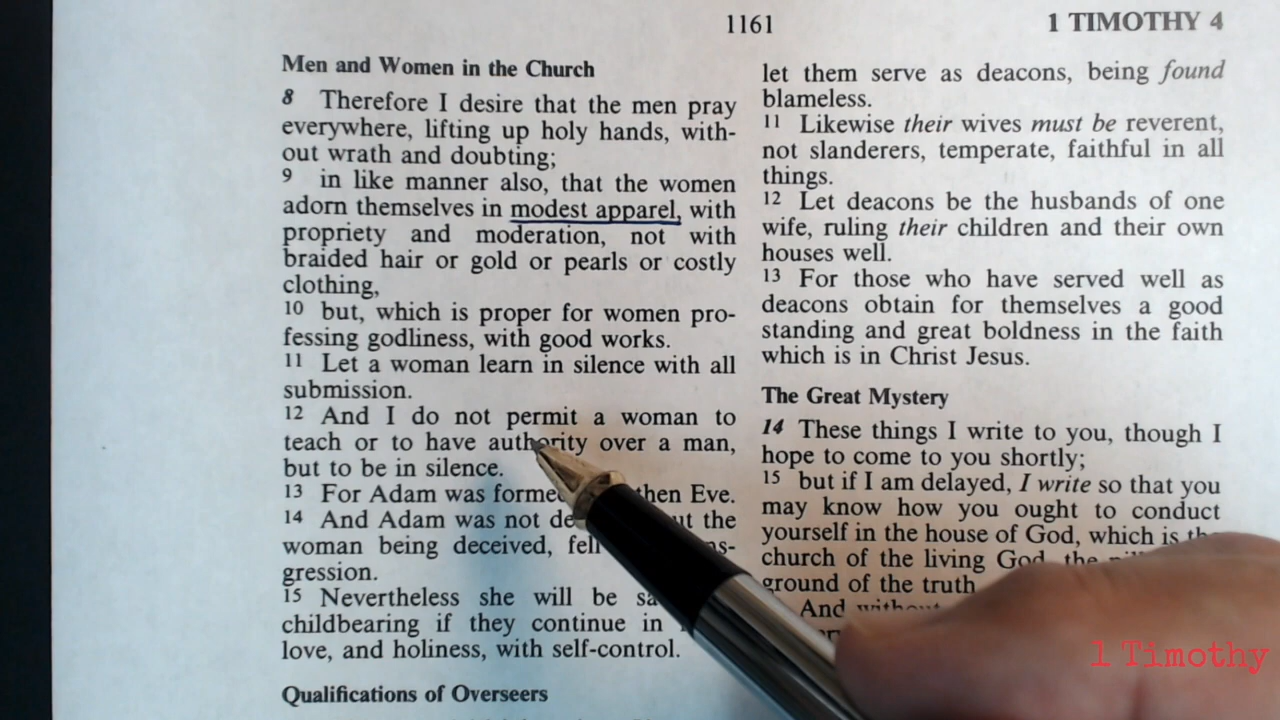 1161
1 TIMOTHY 4
Men and Women in the Church
8 Therefore I desire that the men pray
everywhere, lifting up holy hands, with-
out wrath and doubting;
9 in like manner also, that the women
adorn themselves in modest apparel, with
propriety and moderation, not with
braided hair or gold or pearls or costly
clothing,
10 but, which is proper for women pro-
fessing godliness, with good works.
11 Let a woman learn in silence with all
submission.
12 And I do not permit a woman to
teach or to have authority over a man,
but to be in silence.
13 For Adam was formed then Eve.
14 And Adam was not the
woman being deceived, fell
gression.
15 Nevertheless she will be
childbearing if they continue in
love, and holiness, with self-control.
Qualifications of Overseers
let them serve as deacons, being found
blameless.
11 Likewise their wives must be reverent,
not slanderers, temperate, faithful in all
things.
12 Let deacons be the husbands of one
wife, ruling their children and their own
houses well.
13 For those who have served well as
deacons obtain for themselves a good
standing and great boldness in the faith
which is in Christ Jesus.
The Great Mystery
14 These things I write to you, though I
hope to come to you shortly;
15 but if I am delayed, I write so that you
may know how you ought to conduct
yourself in the house of God, which is the
church of the living God, the
ground of the truth
And without
1 Timothy